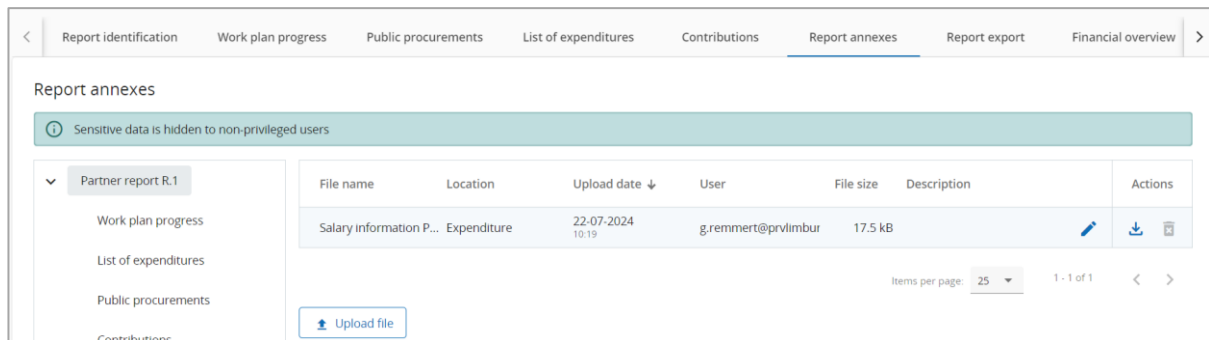 Report identification Work plan progress Public procurements List of expenditures Contributions Report annexes Report export Financial overview
Report annexes
Sensitive data is hidden to non-privileged users
Partner report R.1
Work plan progress
List of expenditures
Public procurements
Contributions
File name Location Upload date User File size Description Actions
Salary information P... Expenditure 22-07-2024 g.remmert@prvlimbur 17.5 kB
10:19
Items per page: 25 1 - 1 of 1
Upload file